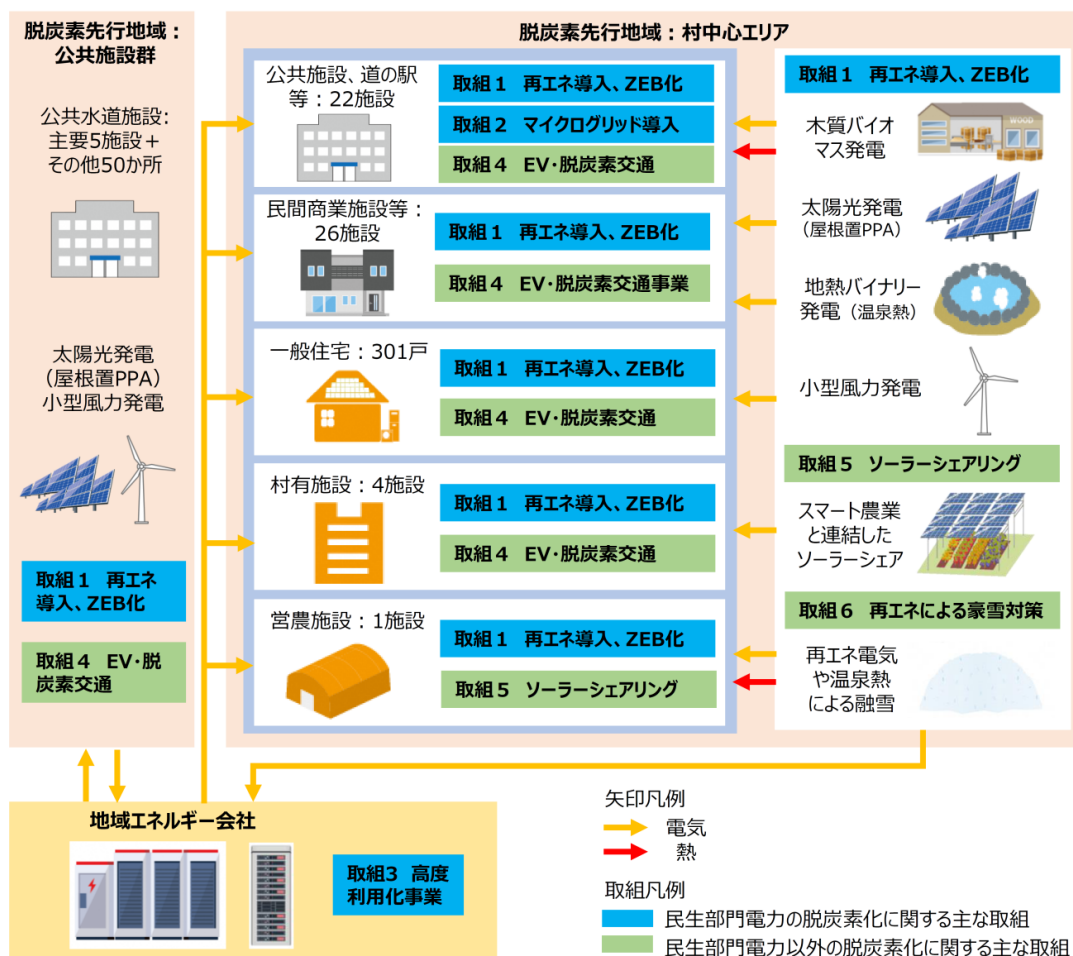 脱炭素先行地域：
公共施設群
公共水道施設:
主要5施設＋
その他50か所
太陽光発電
（屋根置PPA）
小型風力発電
取組１ 再エネ
導入、ZEB化
取組４ EV・脱
炭素交通
脱炭素先行地域：村中心エリア
公共施設、道の駅
等：22施設
取組１ 再エネ導入、ZEB化
取組２ マイクログリッド導入
取組４ EV・脱炭素交通
民間商業施設等：
26施設
取組１ 再エネ導入、ZEB化
取組４ EV・脱炭素交通事業
一般住宅：301戸
取組１ 再エネ導入、ZEB化
取組４ EV・脱炭素交通
村有施設：4施設
取組１ 再エネ導入、ZEB化
取組４ EV・脱炭素交通
営農施設：1施設
取組１ 再エネ導入、ZEB化
取組５ ソーラーシェアリング
取組１ 再エネ導入、ZEB化
木質バイオ
マス発電
WOOD
太陽光発電
（屋根置PPA）
地熱バイナリー
発電（温泉熱）
小型風力発電
取組５ ソーラーシェアリング
スマート農業
と連結した
ソーラーシェア
取組６ 再エネによる豪雪対策
再エネ電気
や温泉熱
による融雪
地域エネルギー会社
取組3 高度
利用化事業
矢印凡例
電気
熱
取組凡例
民生部門電力の脱炭素化に関する主な取組
民生部門電力以外の脱炭素化に関する主な取組